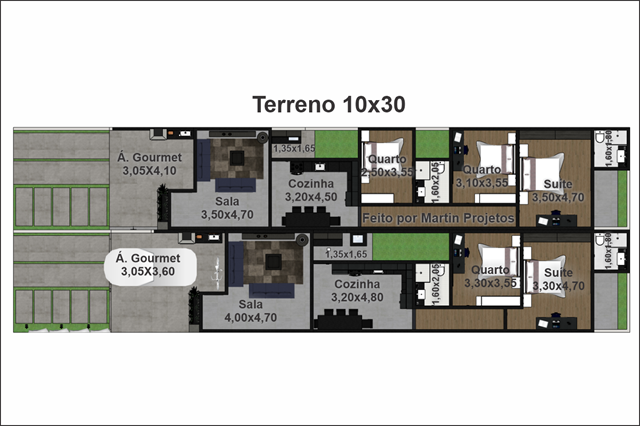 Terreno 10x30
1,35x1,65
Á. Gourmet
3,05X4,10
Quarto
2,50x3,55
1,60x2,05
Quarto
3,10x3,55
1,60x1,80
Cozinha
3,20x4,50
Suite
3,50x4,70
Sala
3,50x4,70
Feito por Martin Projetos
Á. Gourmet
3,05X3,60
1,35x1,65
1,60x2,05
Quarto
3,30x3,55
Suite
3,30x4,70
1,60x1,80
Cozinha
3,20x4,80
Sala
4,00x4,70